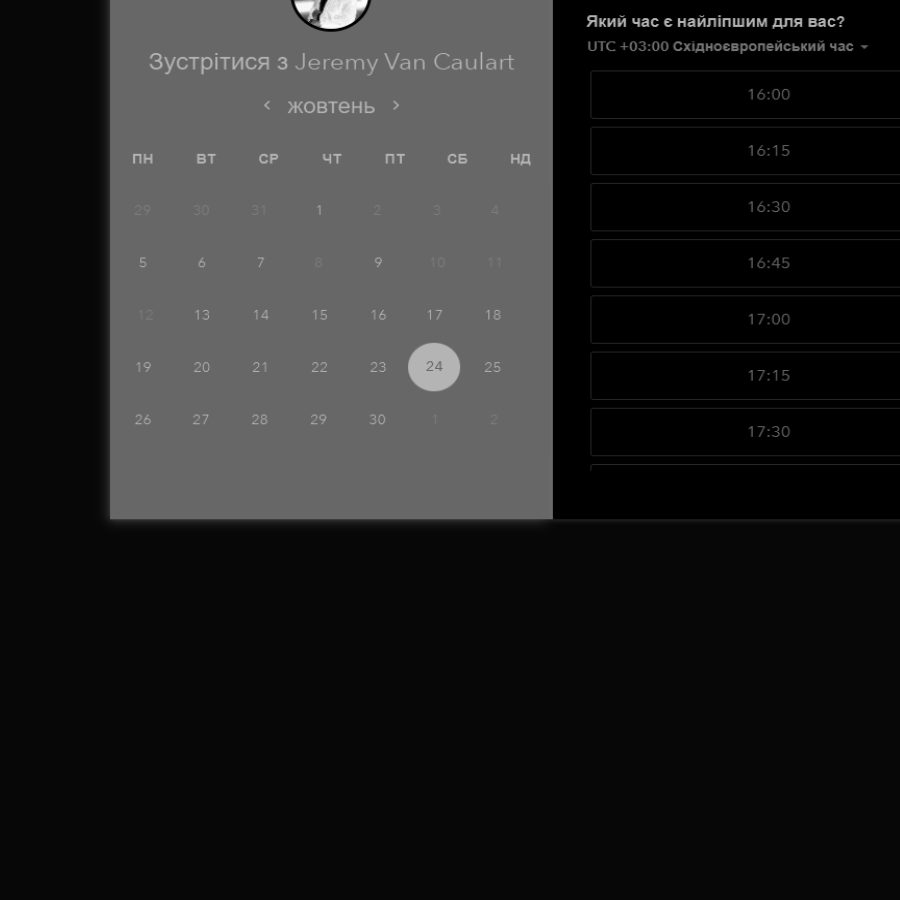 Зустрітися з Jeremy Van Caulart
жовтень
ПН ВТ СР ЧТ ПТ СБ НД
29 30 31 1 2 3 4
5 6 7 8 9 10 11
12 13 14 15 16 17 18
19 20 21 22 23 24 25
26 27 28 29 30 1 2
Який час є найліпшим для вас?
UTC +03:00 Східноєвропейський час
16:00
16:15
16:30
16:45
17:00
17:15
17:30